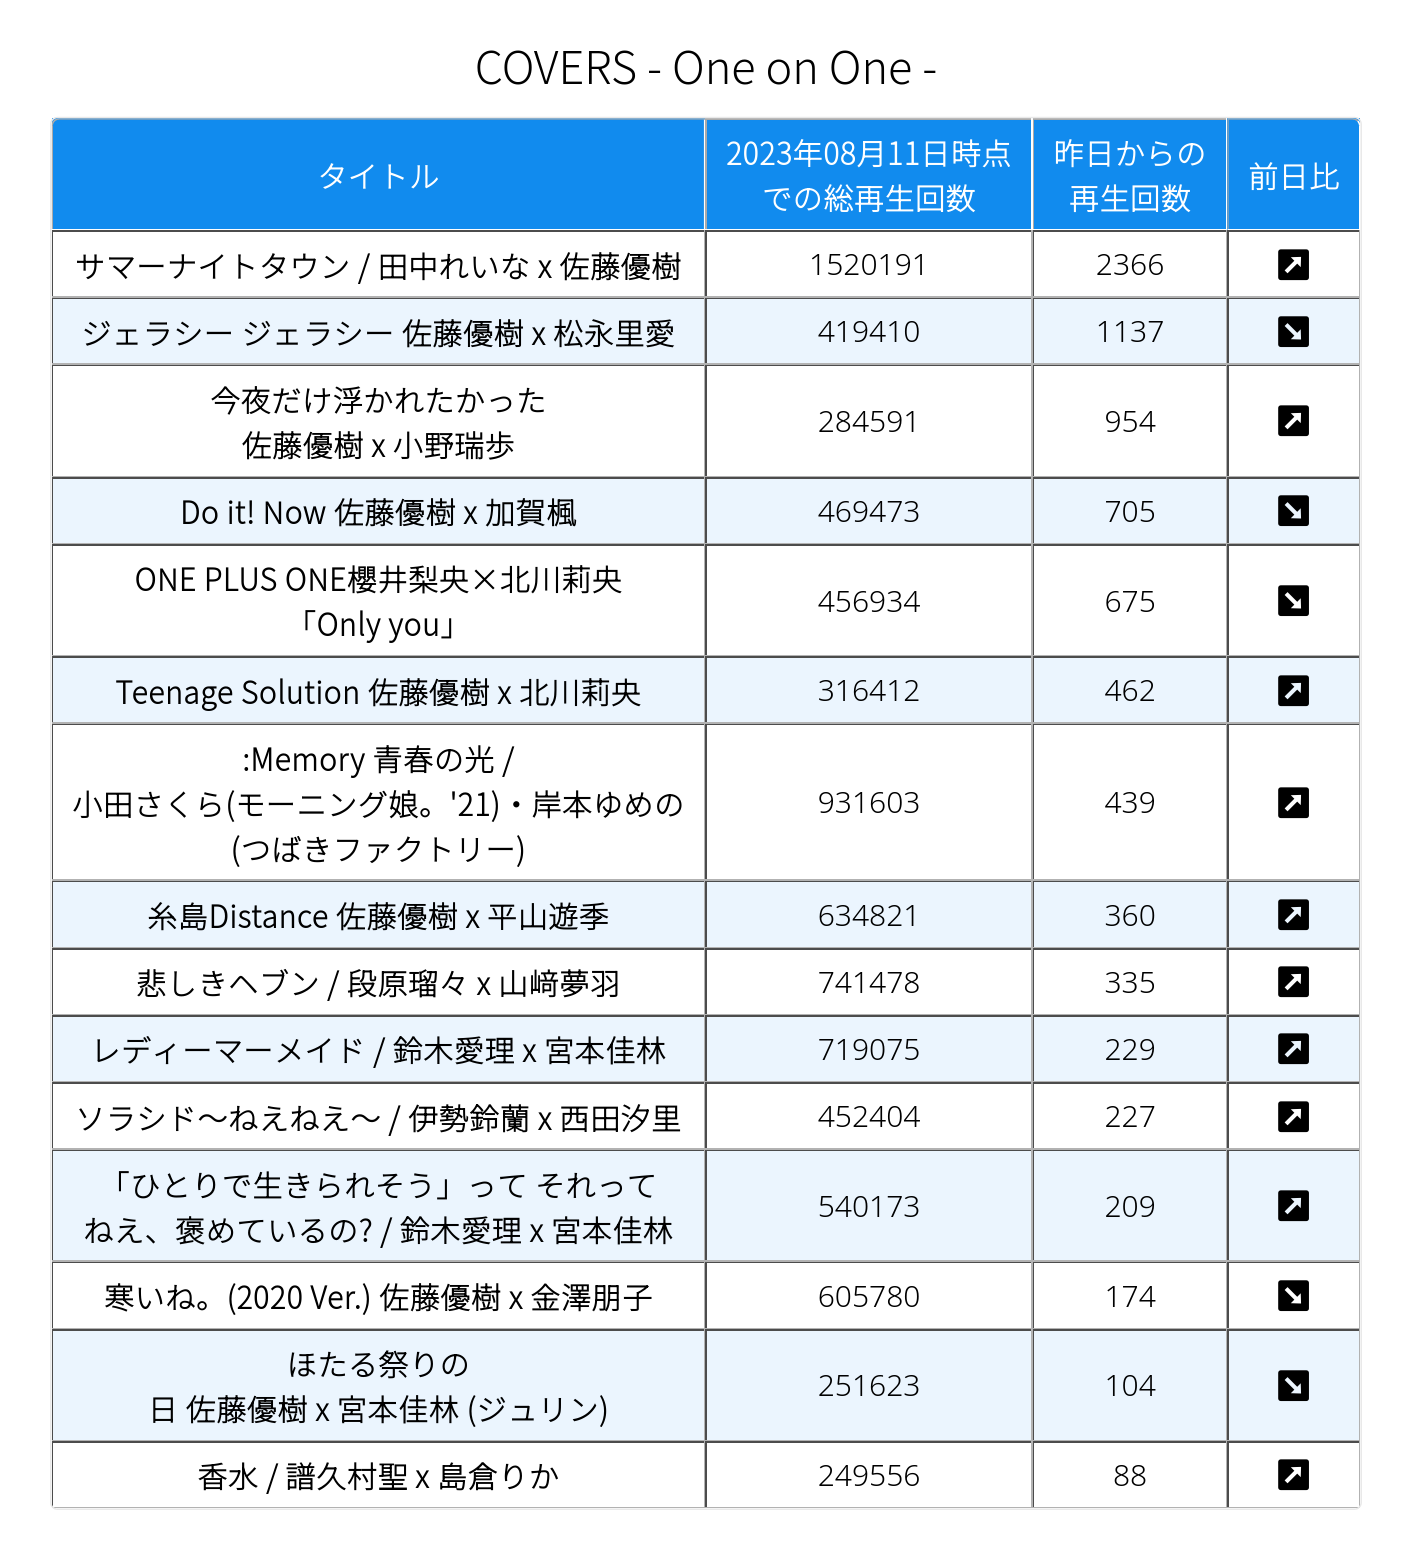 COVERS - One on One -
タイトル
2023年08月11日時点
での総再生回数
昨日からの
再生回数
前日比
サマーナイトタウン / 田中れいな x 佐藤優樹
1520191
2366
ジェラシー ジェラシー 佐藤優樹 x 松永里愛
419410
1137
今夜だけ浮かれたかった
佐藤優樹 x 小野瑞歩
284591
954
Do it! Now 佐藤優樹 x 加賀楓
469473
705
ONE PLUS ONE櫻井梨央×北川莉央
「Only you」
456934
675
Teenage Solution 佐藤優樹 x 北川莉央
316412
462
:Memory 青春の光 /
小田さくら(モーニング娘。'21)・岸本ゆめの
(つばきファクトリー)
931603
439
糸島Distance 佐藤優樹 x 平山遊季
634821
360
悲しきヘブン / 段原瑠々 x 山﨑夢羽
741478
335
レディーマーメイド / 鈴木愛理 x 宮本佳林
719075
229
ソラシド～ねえねえ～ / 伊勢鈴蘭 x 西田汐里
452404
227
「ひとりで生きられそう」って それって
ねえ、褒めているの? / 鈴木愛理 x 宮本佳林
540173
209
寒いね。(2020 Ver.) 佐藤優樹 x 金澤朋子
605780
174
ほたる祭りの
日 佐藤優樹 x 宮本佳林 (ジュリン)
251623
104
香水 / 譜久村聖 x 島倉りか
249556
88